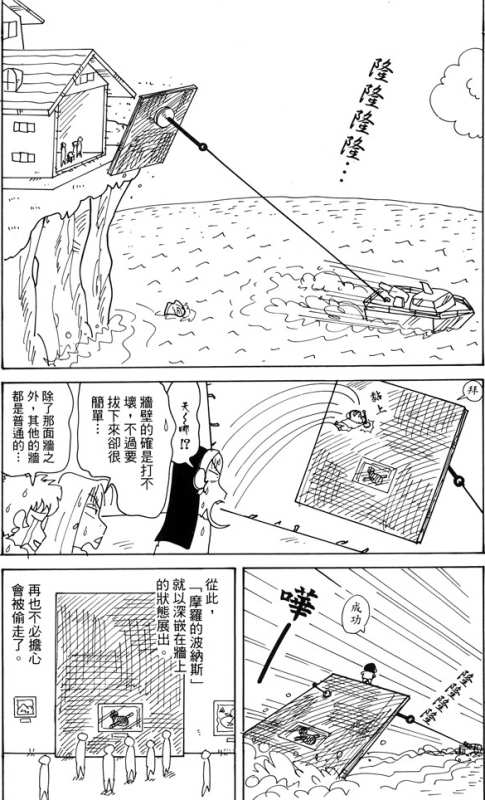 隆隆隆隆…
拜
黏上
天～哪!?
牆壁的確是打不
壞，不過要
拔下來卻很
簡單…
除了那面牆之
外，其他的牆
都是普通的…
成功
嘩—
隆隆隆隆
從此，
「摩羅的波納斯」
就以深嵌在牆上
的狀態展出。
再也不必擔心
會被偷走了。